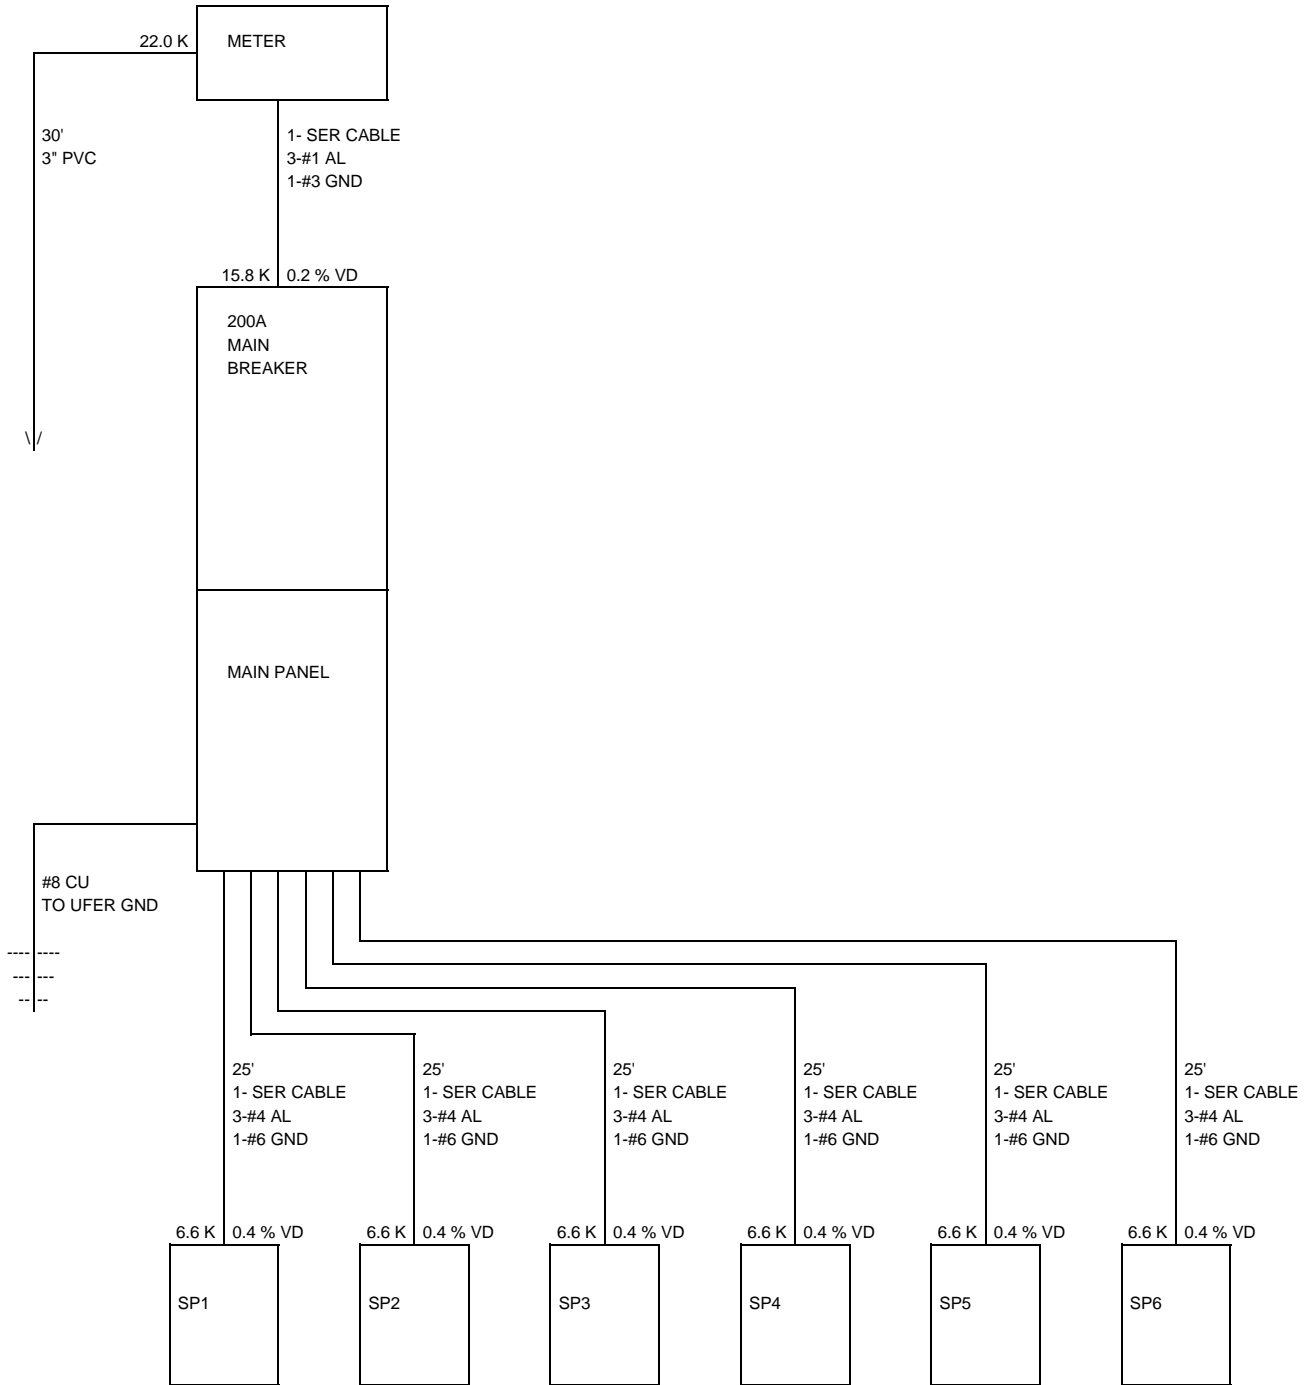 22.0 K
METER
30'
3" PVC
1- SER CABLE
3-#1 AL
1-#3 GND
15.8 K
0.2 % VD
200A
MAIN
BREAKER
MAIN PANEL
#8 CU
TO UFER GND
25'
1- SER CABLE
3-#4 AL
1-#6 GND
25'
1- SER CABLE
3-#4 AL
1-#6 GND
25'
1- SER CABLE
3-#4 AL
1-#6 GND
25'
1- SER CABLE
3-#4 AL
1-#6 GND
25'
1- SER CABLE
3-#4 AL
1-#6 GND
25'
1- SER CABLE
3-#4 AL
1-#6 GND
6.6 K
0.4 % VD
6.6 K
0.4 % VD
6.6 K
0.4 % VD
6.6 K
0.4 % VD
6.6 K
0.4 % VD
6.6 K
0.4 % VD
SP1
SP2
SP3
SP4
SP5
SP6